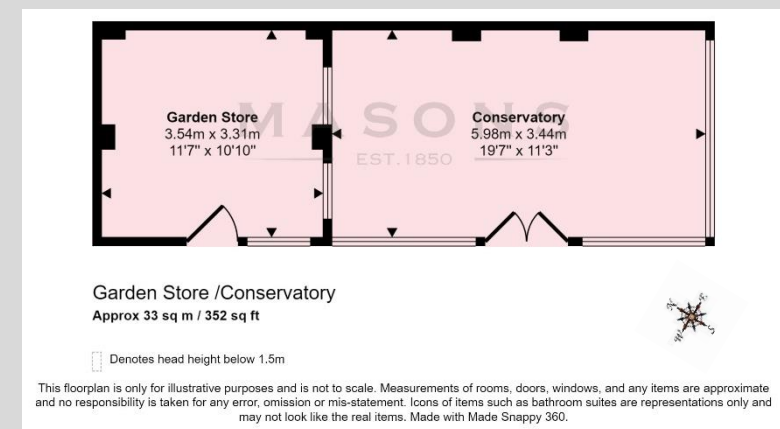 Garden Store
3.54m x 3.31m
11'7" x 10'10"
Conservatory
5.98m x 3.44m
19'7" x 11'3"
MASONS
EST.1850
Garden Store /Conservatory
Approx 33 sq m / 352 sq ft
N
E
S
W
Denotes head height below 1.5m
This floorplan is only for illustrative purposes and is not to scale. Measurements of rooms, doors, windows, and any items are approximate
and no responsibility is taken for any error, omission or mis-statement. Icons of items such as bathroom suites are representations only and
may not look like the real items. Made with Made Snappy 360.